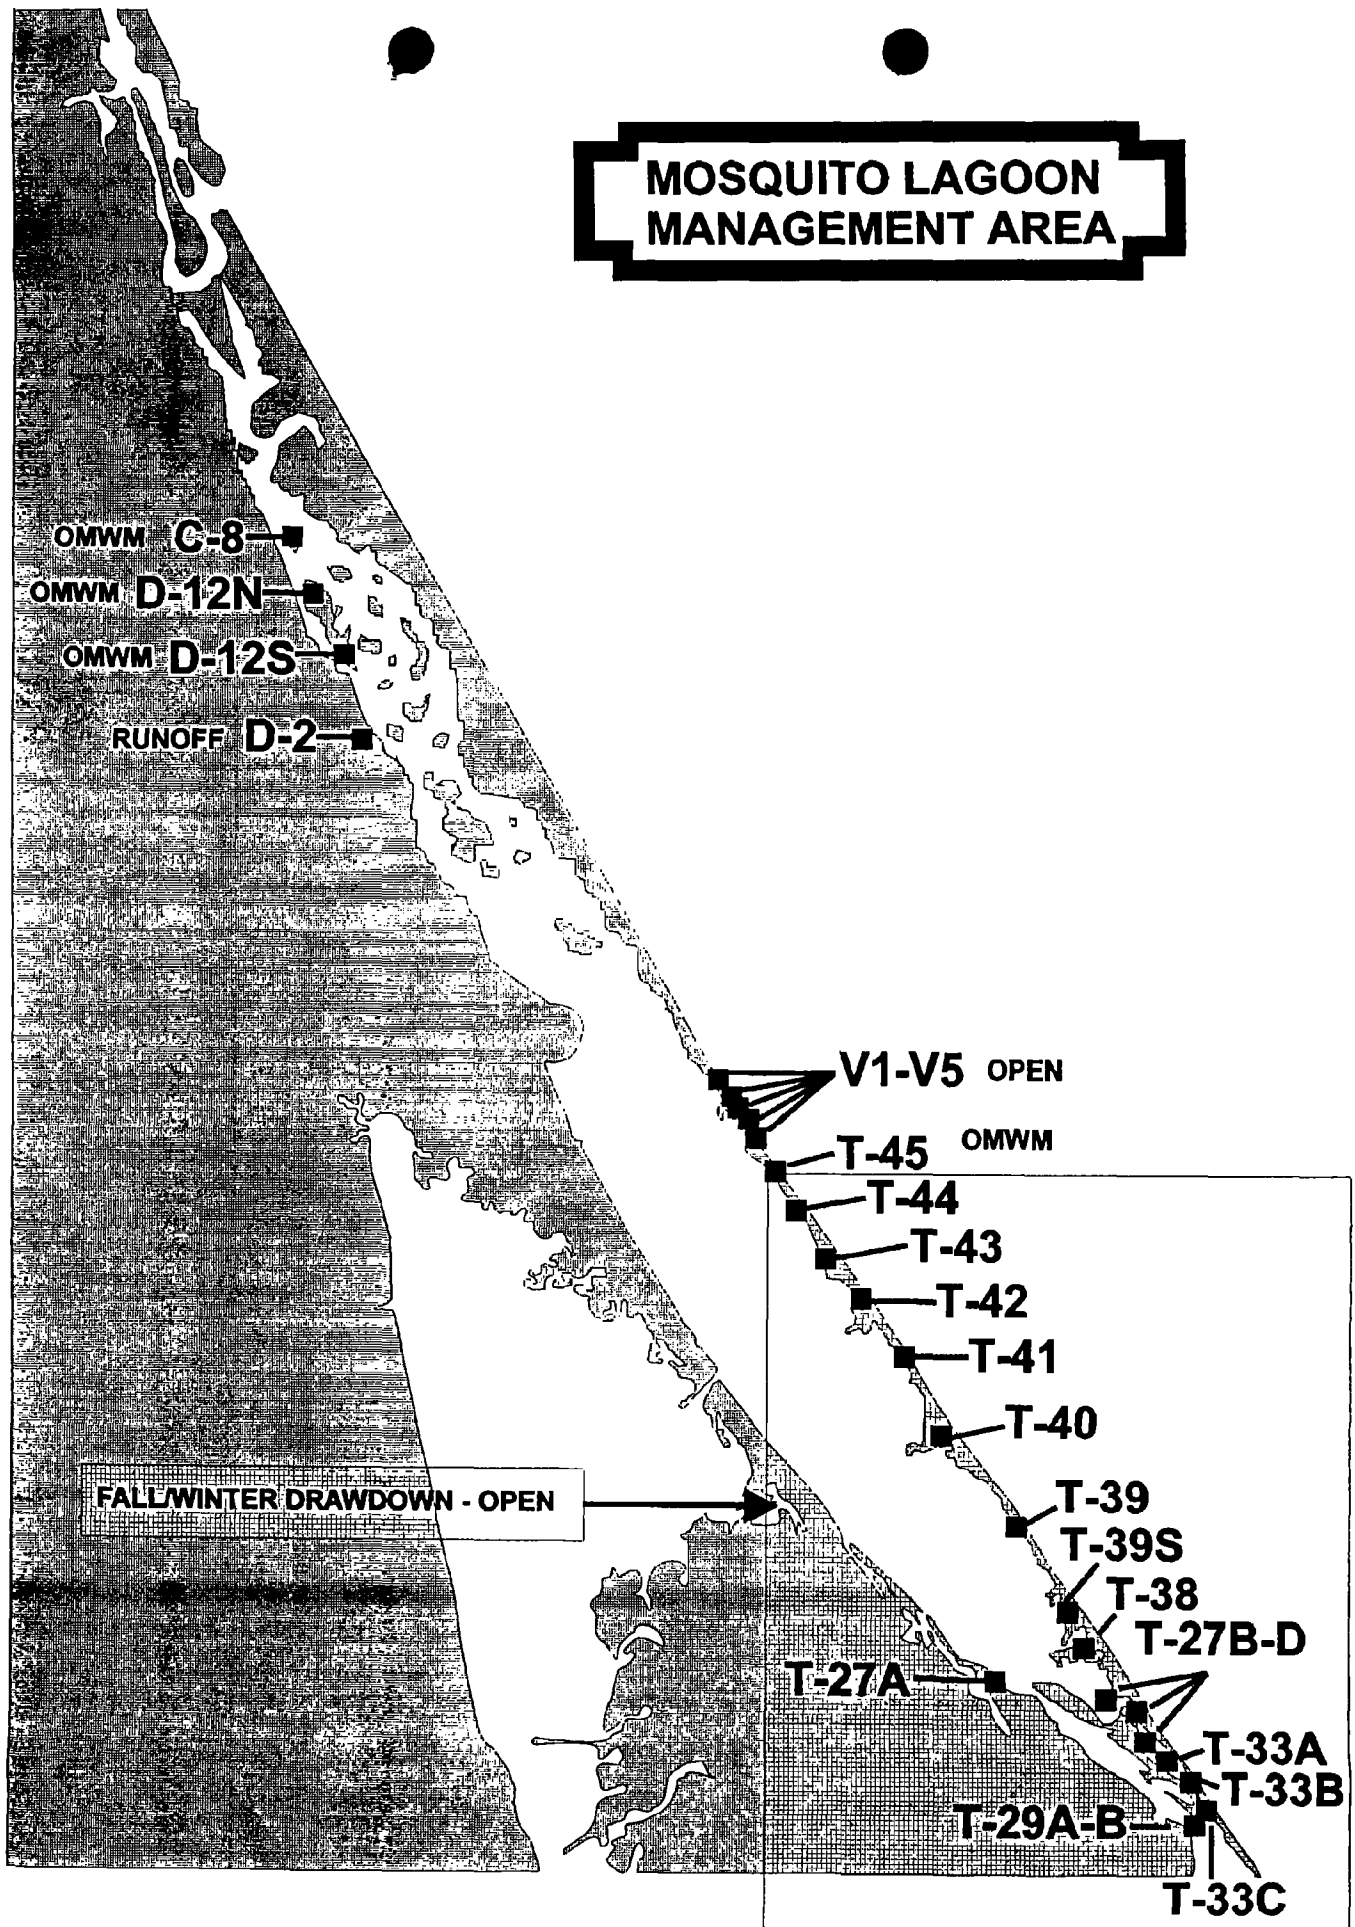 MOSQUITO LAGOON
MANAGEMENT AREA
OMWM C-8
OMWM D-12N
OMWM D-12S
RUNOFF D-2
V1-V5 OPEN
T-45 OMWM
T-44
T-43
T-42
T-41
T-40
FALL/WINTER DRAWDOWN - OPEN
T-39
T-39S
T-38
T-27B-D
T-27A
T-33A
T-33B
T-29A-B
T-33C